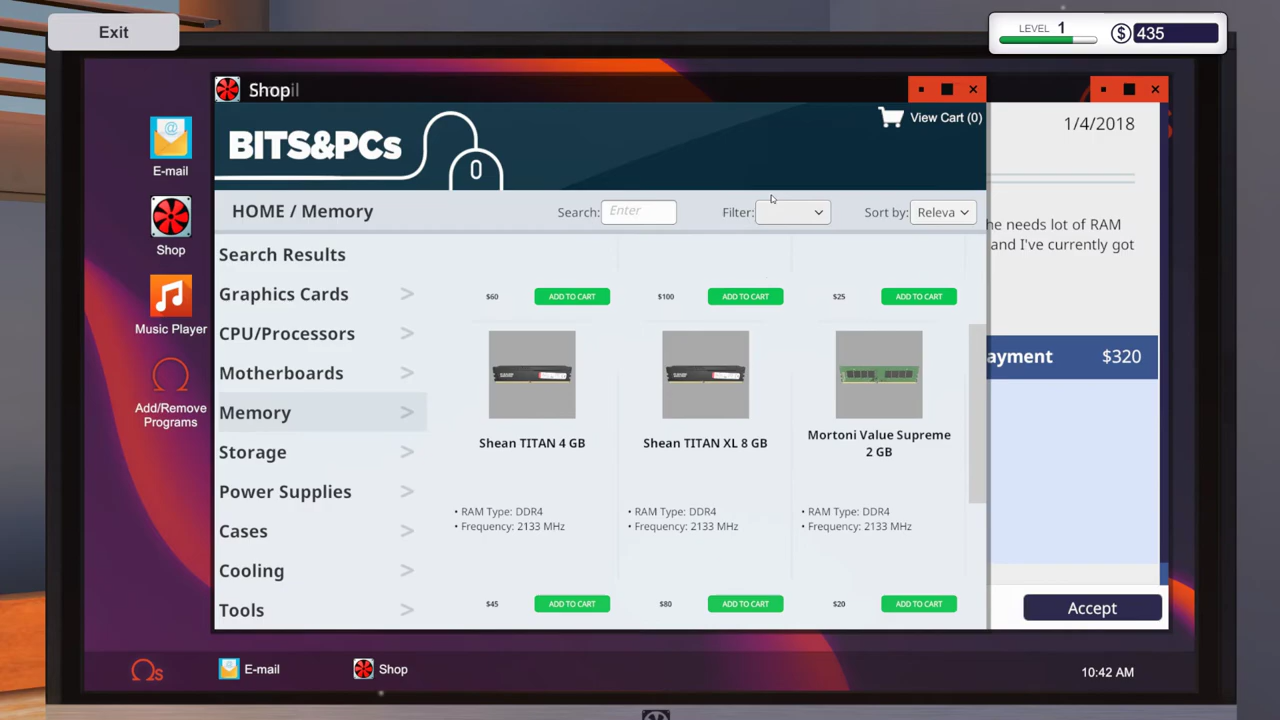 Exit
LEVEL 1
$ 435
Shop
BITS&PCs
View Cart (0)
1/4/2018
HOME / Memory
Search: Enter
Filter:
Sort by: Releva
he needs lot of RAM
and I've currently got
Search Results
Graphics Cards >
CPU/Processors >
Motherboards >
Memory >
Storage >
Power Supplies >
Cases >
Cooling >
Tools >
$60 ADD TO CART
$100 ADD TO CART
$25 ADD TO CART
Shean TITAN 4 GB
• RAM Type: DDR4
• Frequency: 2133 MHz
$45 ADD TO CART
Shean TITAN XL 8 GB
• RAM Type: DDR4
• Frequency: 2133 MHz
$80 ADD TO CART
Mortoni Value Supreme
2 GB
• RAM Type: DDR4
• Frequency: 2133 MHz
$20 ADD TO CART
ayment $320
Accept
E-mail
Shop
Music Player
Add/Remove
Programs
Ωs
E-mail
Shop
10:42 AM